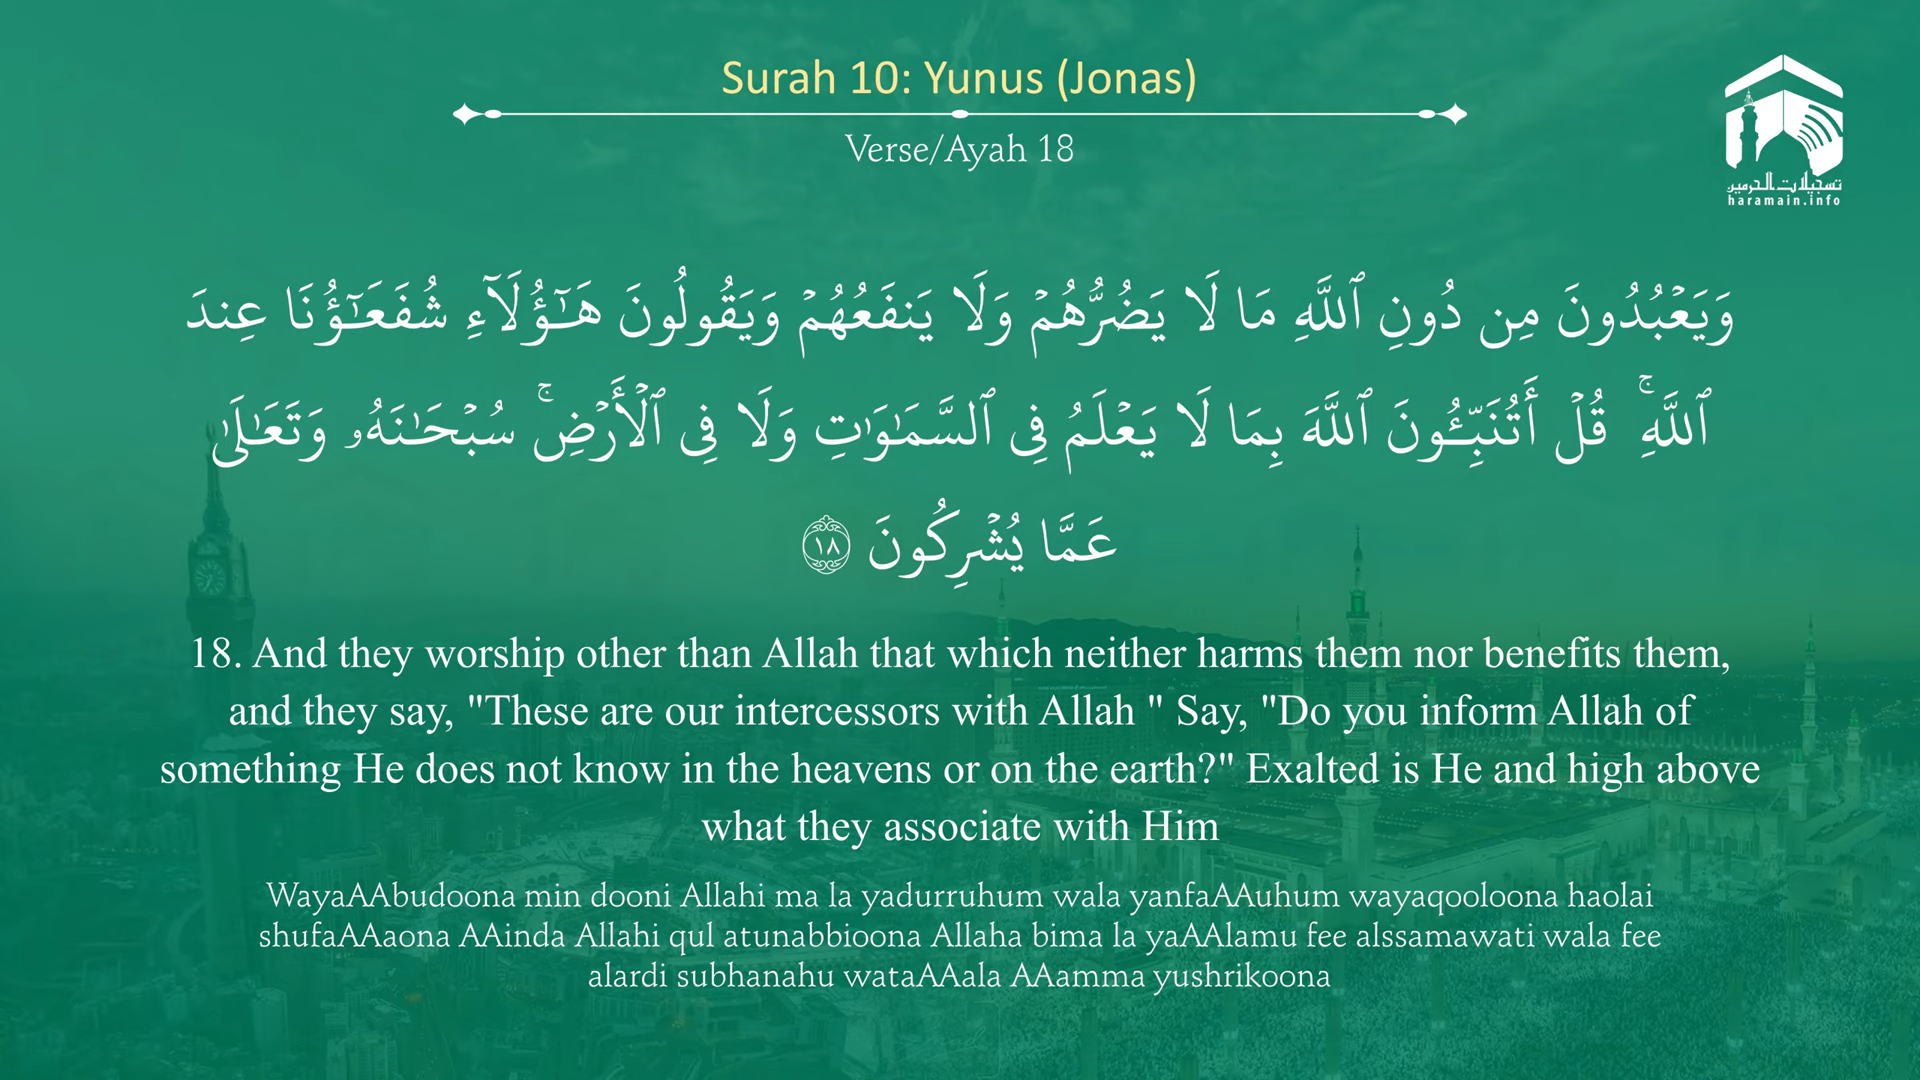 Surah 10: Yunus (Jonas)
Verse/Ayah 18
تسجيلات الحرمين
haramain.info
وَيَعْبُدُونَ مِن دُونِ ٱللَّهِ مَا لَا يَضُرُّهُمْ وَلَا يَنفَعُهُمْ وَيَقُولُونَ هَـٰٓؤُلَآءِ شُفَعَـٰٓؤُنَا عِندَ
ٱللَّهِ ۚ قُلْ أَتُنَبِّـُٔونَ ٱللَّهَ بِمَا لَا يَعْلَمُ فِى ٱلسَّمَـٰوَٰتِ وَلَا فِى ٱلْأَرْضِ ۚ سُبْحَـٰنَهُۥ وَتَعَـٰلَىٰ
عَمَّا يُشْرِكُونَ ١٨
18. And they worship other than Allah that which neither harms them nor benefits them,
and they say, "These are our intercessors with Allah " Say, "Do you inform Allah of
something He does not know in the heavens or on the earth?" Exalted is He and high above
what they associate with Him
WayaAAbudoona min dooni Allahi ma la yadurruhum wala yanfaAAuhum wayaqooloona haolai
shufaAAaona AAinda Allahi qul atunabbioona Allaha bima la yaAAlamu fee alssamawati wala fee
alardi subhanahu wataAAala AAamma yushrikoona